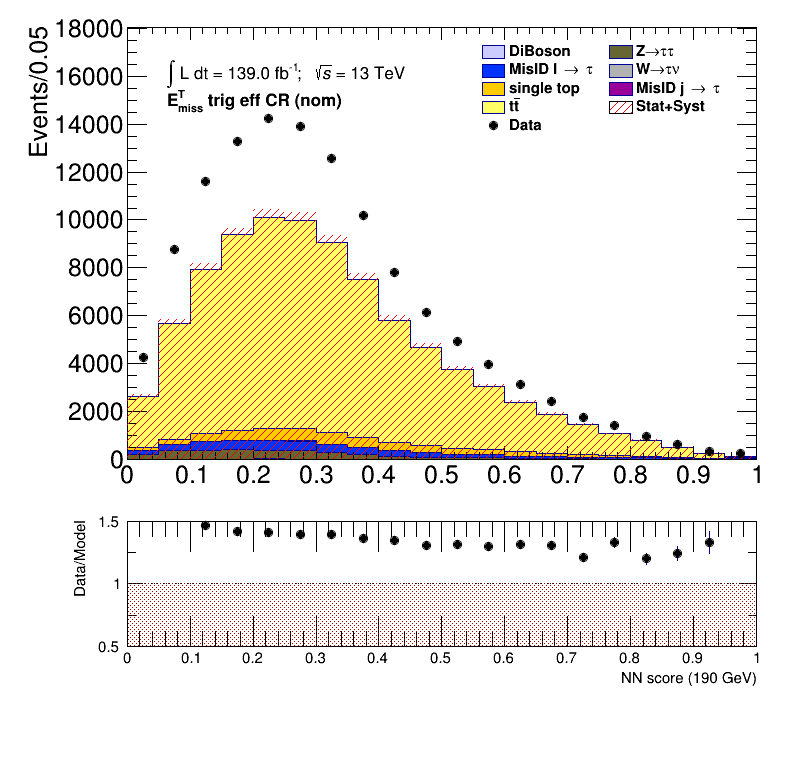 18000
16000
14000
12000
10000
8000
6000
4000
2000
0
Events/0.05
∫ L dt = 139.0 fb⁻¹; √s = 13 TeV
E^T_miss trig eff CR (nom)
DiBoson
MisID l → τ
single top
tt̄
Data
Z→ττ
W→τν
MisID j → τ
Stat+Syst
0 0.1 0.2 0.3 0.4 0.5 0.6 0.7 0.8 0.9 1
Data/Model
1.5
1
0.5
0 0.1 0.2 0.3 0.4 0.5 0.6 0.7 0.8 0.9 1
NN score (190 GeV)